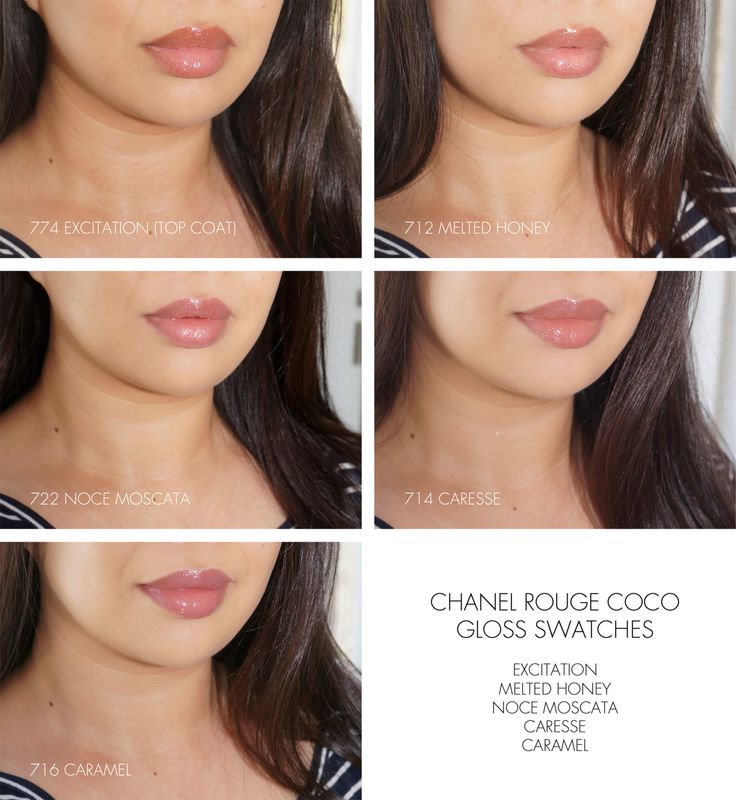 774 EXCITATION (TOP COAT)
712 MELTED HONEY
722 NOCE MOSCATA
714 CARESSE
716 CARAMEL
CHANEL ROUGE COCO
GLOSS SWATCHES
EXCITATION
MELTED HONEY
NOCE MOSCATA
CARESSE
CARAMEL